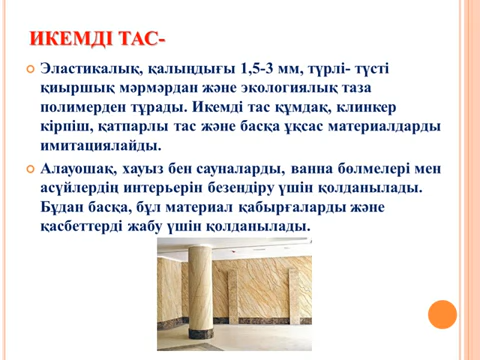 ИКЕМДІ ТАС-
Эластикалық, қалыңдығы 1,5-3 мм, түрлі- түсті
қиыршық мәрмәрдан және экологиялық таза
полимерден тұрады. Икемді тас құмдақ, клинкер
кірпіш, қатпарлы тас және басқа ұқсас материалдарды
имитациялайды.
Алауошақ, хауыз бен сауналарды, ванна бөлмелері мен
асүйлердің интерьерін безендіру үшін қолданылады.
Бұдан басқа, бұл материал қабырғаларды және
қасбеттерді жабу үшін қолданылады.